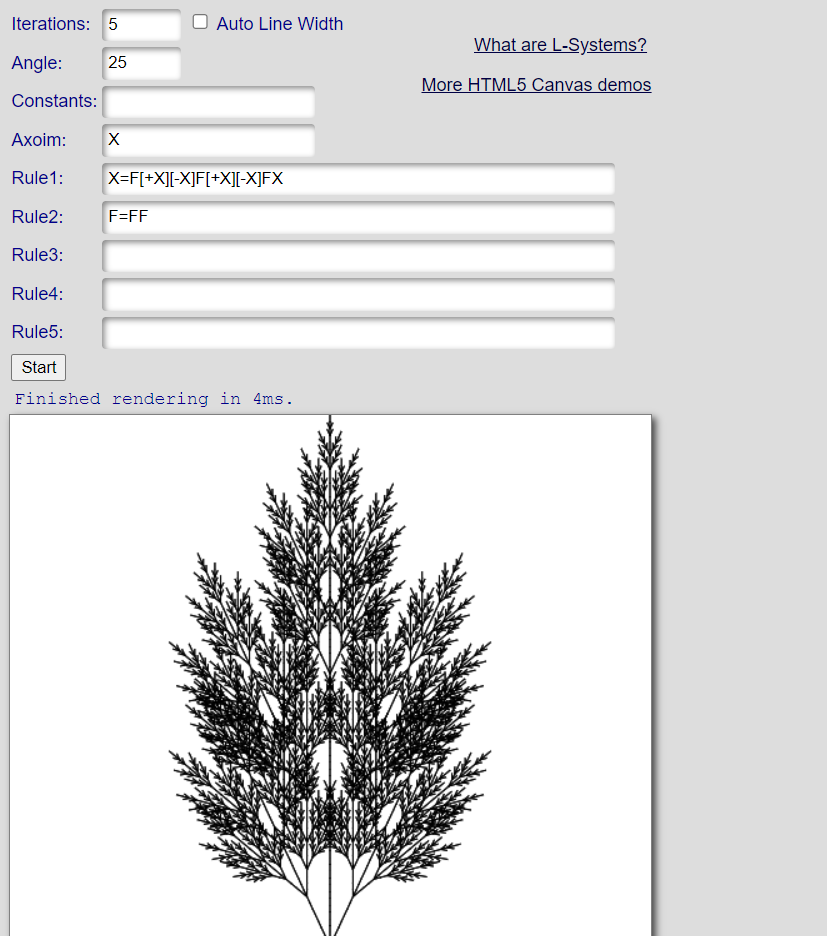 Iterations: 5 Auto Line Width
What are L-Systems?
Angle: 25
More HTML5 Canvas demos
Constants:
Axoim: X
Rule1: X=F[+X][-X]F[+X][-X]FX
Rule2: F=FF
Rule3:
Rule4:
Rule5:
Start
Finished rendering in 4ms.